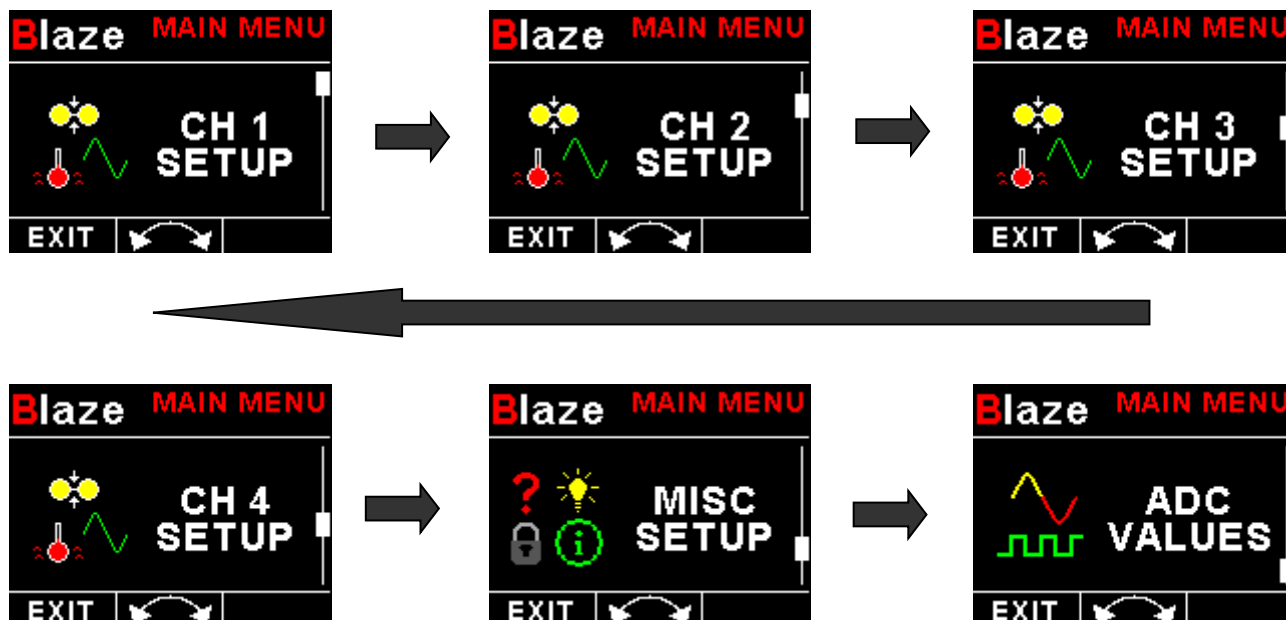 Blaze MAIN MENU
CH 1
SETUP
EXIT
Blaze MAIN MENU
CH 2
SETUP
EXIT
Blaze MAIN MENU
CH 3
SETUP
EXIT
Blaze MAIN MENU
CH 4
SETUP
EXIT
Blaze MAIN MENU
?
i
MISC
SETUP
EXIT
Blaze MAIN MENU
ADC
VALUES
EXIT